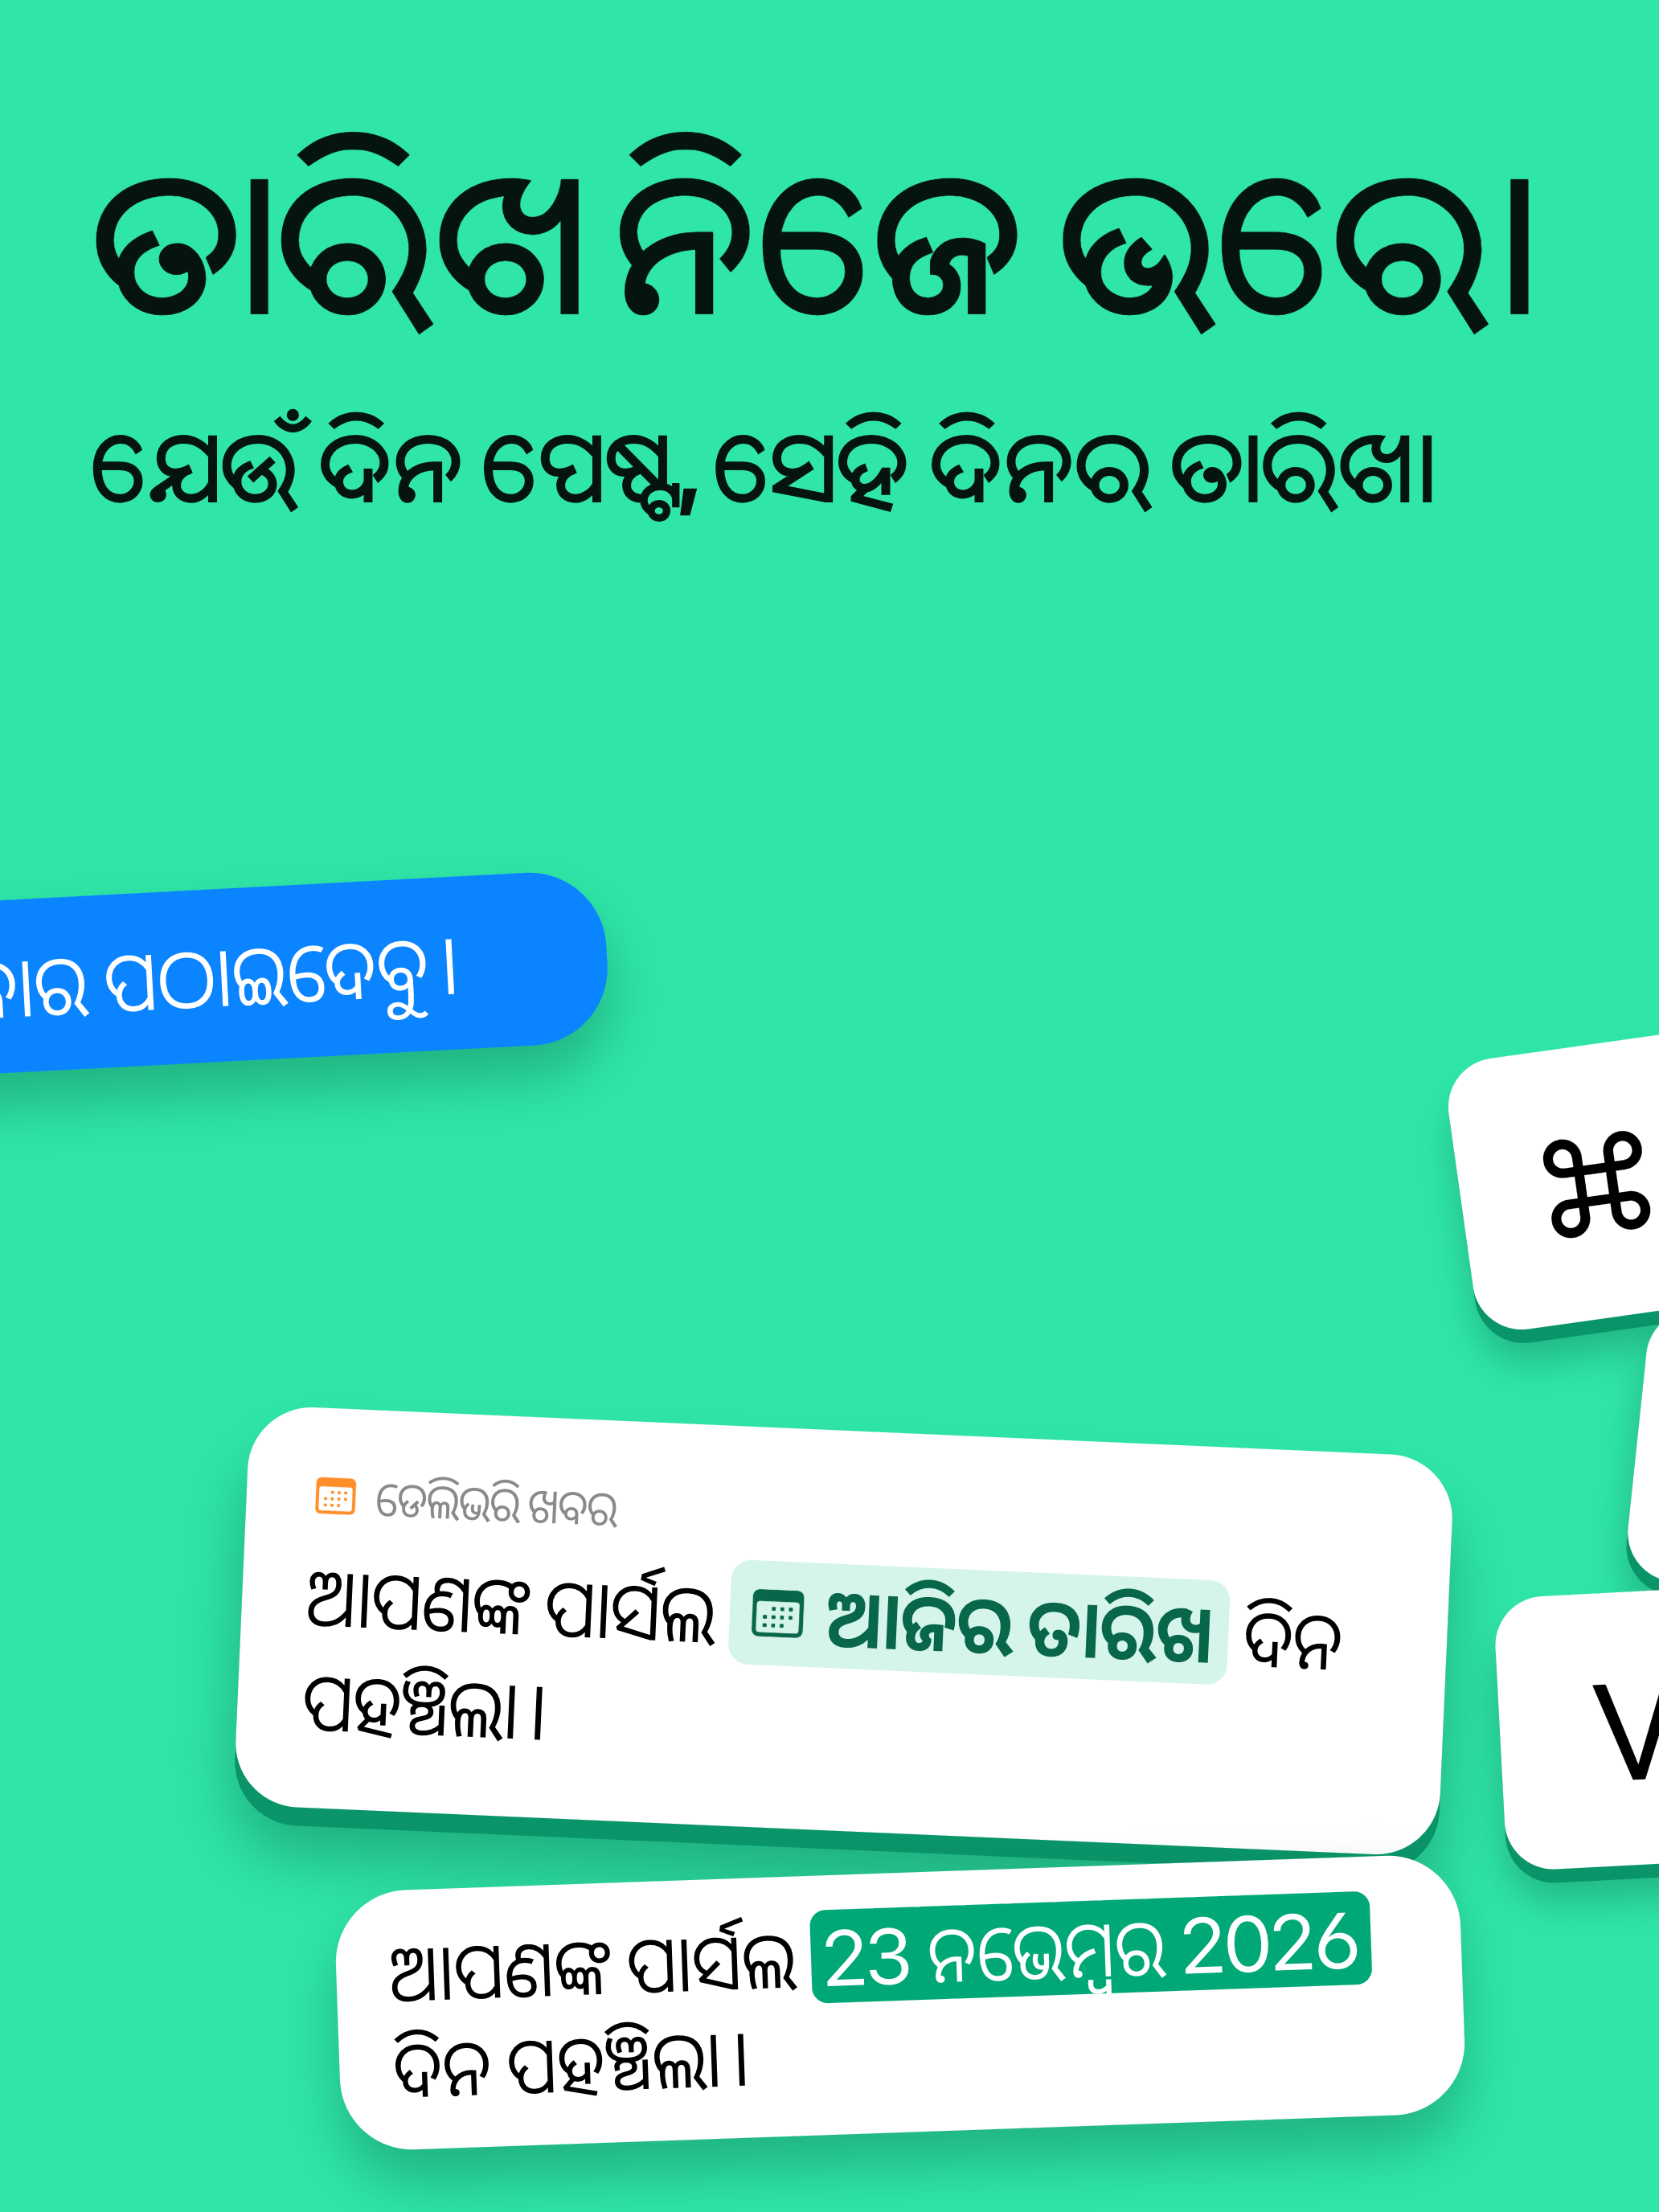 ତାରିଖ ନିଜେ ଭରେ।
ଯେଉଁ ଦିନ ପେଷ୍ଟ, ସେହି ଦିନର ତାରିଖ।
ପଠାଇଦେବୁ।
⌘
ଡେଲିଭରି ଖବର
ଆପଣଙ୍କ ପାର୍ସଲ ଆଜିର ତାରିଖ ଦିନ
ପହଞ୍ଚିଲା।
V
ଆପଣଙ୍କ ପାର୍ସଲ 23 ନଭେମ୍ବର 2026
ଦିନ ପହଞ୍ଚିଲା।